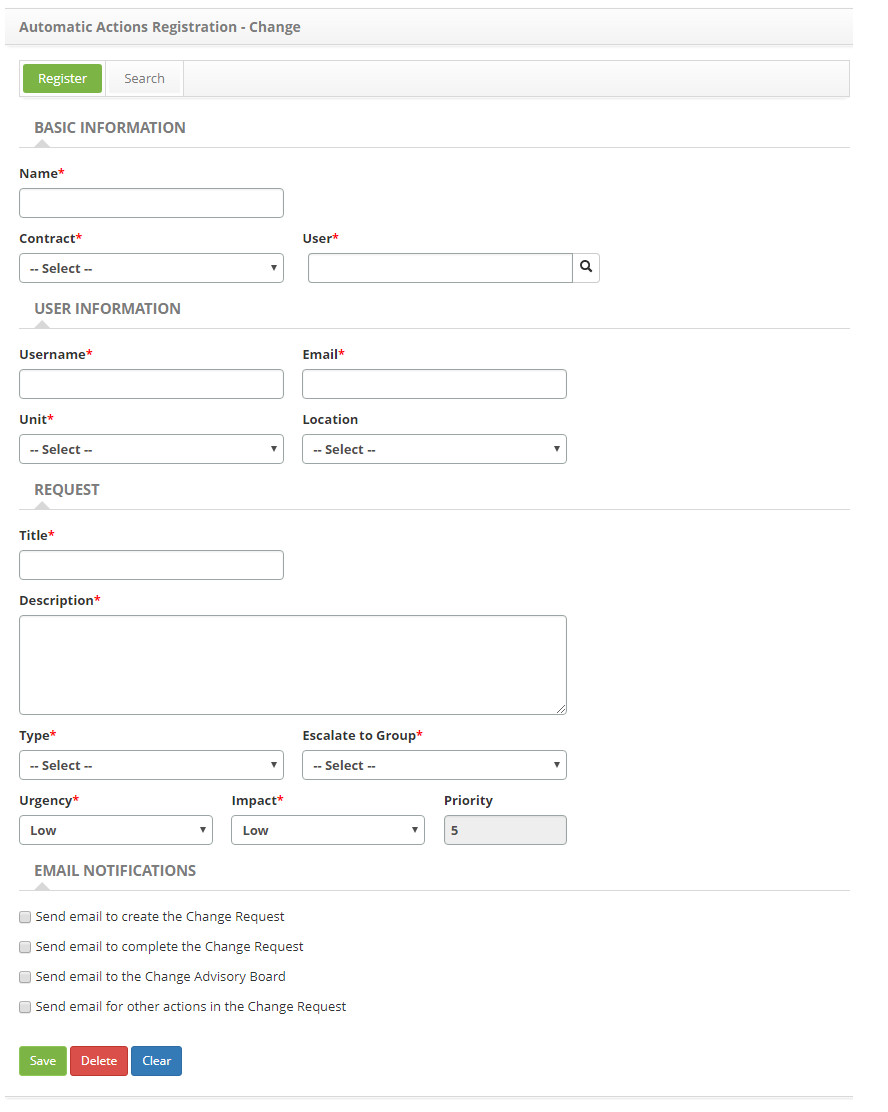 Automatic Actions Registration - Change
Register Search
BASIC INFORMATION
Name*
Contract* User*
-- Select --
USER INFORMATION
Username* Email*
Unit* Location
-- Select -- -- Select --
REQUEST
Title*
Description*
Type* Escalate to Group*
-- Select -- -- Select --
Urgency* Impact* Priority
Low Low 5
EMAIL NOTIFICATIONS
Send email to create the Change Request
Send email to complete the Change Request
Send email to the Change Advisory Board
Send email for other actions in the Change Request
Save Delete Clear